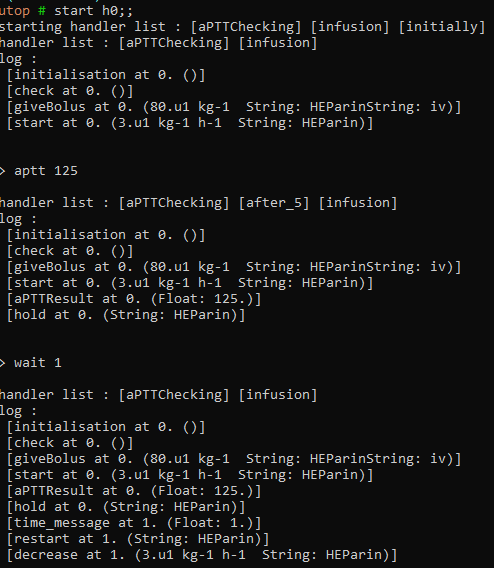 utop # start h0;;
starting handler list : [aPTTChecking] [infusion] [initially]
handler list : [aPTTChecking] [infusion]
log :
[initialisation at 0. ()]
[check at 0. ()]
[giveBolus at 0. (80.u1 kg-1  String: HEParinString: iv)]
[start at 0. (3.u1 kg-1 h-1  String: HEParin)]
> aptt 125
handler list : [aPTTChecking] [after_5] [infusion]
log :
[initialisation at 0. ()]
[check at 0. ()]
[giveBolus at 0. (80.u1 kg-1  String: HEParinString: iv)]
[start at 0. (3.u1 kg-1 h-1  String: HEParin)]
[aPTTResult at 0. (Float: 125.)]
[hold at 0. (String: HEParin)]
> wait 1
handler list : [aPTTChecking] [infusion]
log :
[initialisation at 0. ()]
[check at 0. ()]
[giveBolus at 0. (80.u1 kg-1  String: HEParinString: iv)]
[start at 0. (3.u1 kg-1 h-1  String: HEParin)]
[aPTTResult at 0. (Float: 125.)]
[hold at 0. (String: HEParin)]
[time_message at 1. (Float: 1.)]
[restart at 1. (String: HEParin)]
[decrease at 1. (3.u1 kg-1 h-1  String: HEParin)]